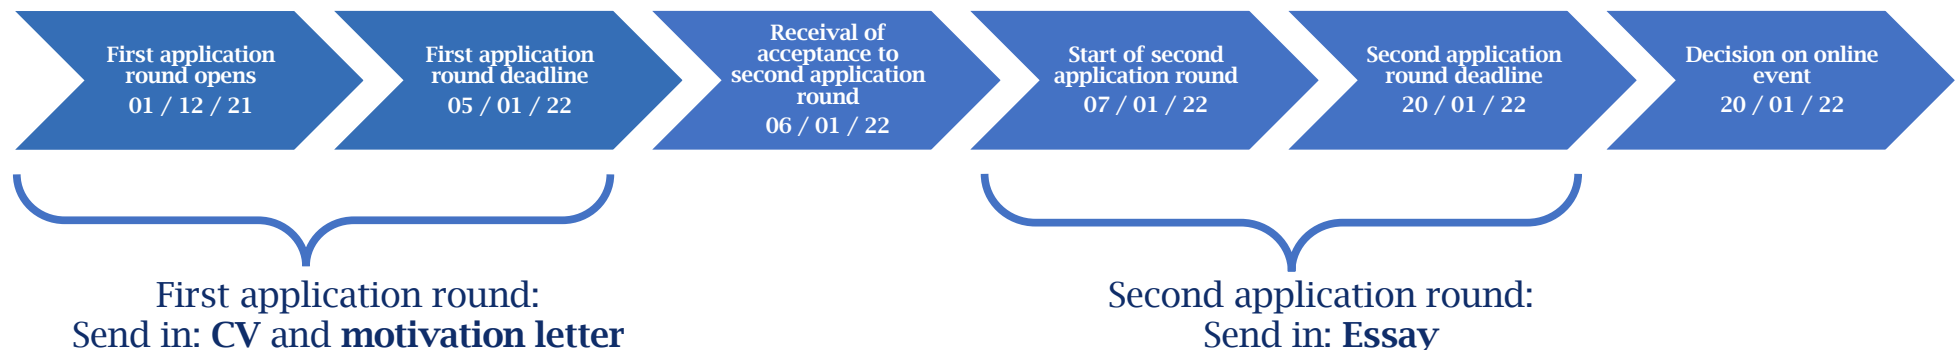 First application
round opens
01 / 12 / 21
First application
round deadline
05 / 01 / 22
Receival of
acceptance to
second application
round
06 / 01 / 22
Start of second
application round
07 / 01 / 22
Second application
round deadline
20 / 01 / 22
Decision on online
event
20 / 01 / 22
First application round:
Send in: CV and motivation letter
Second application round:
Send in: Essay